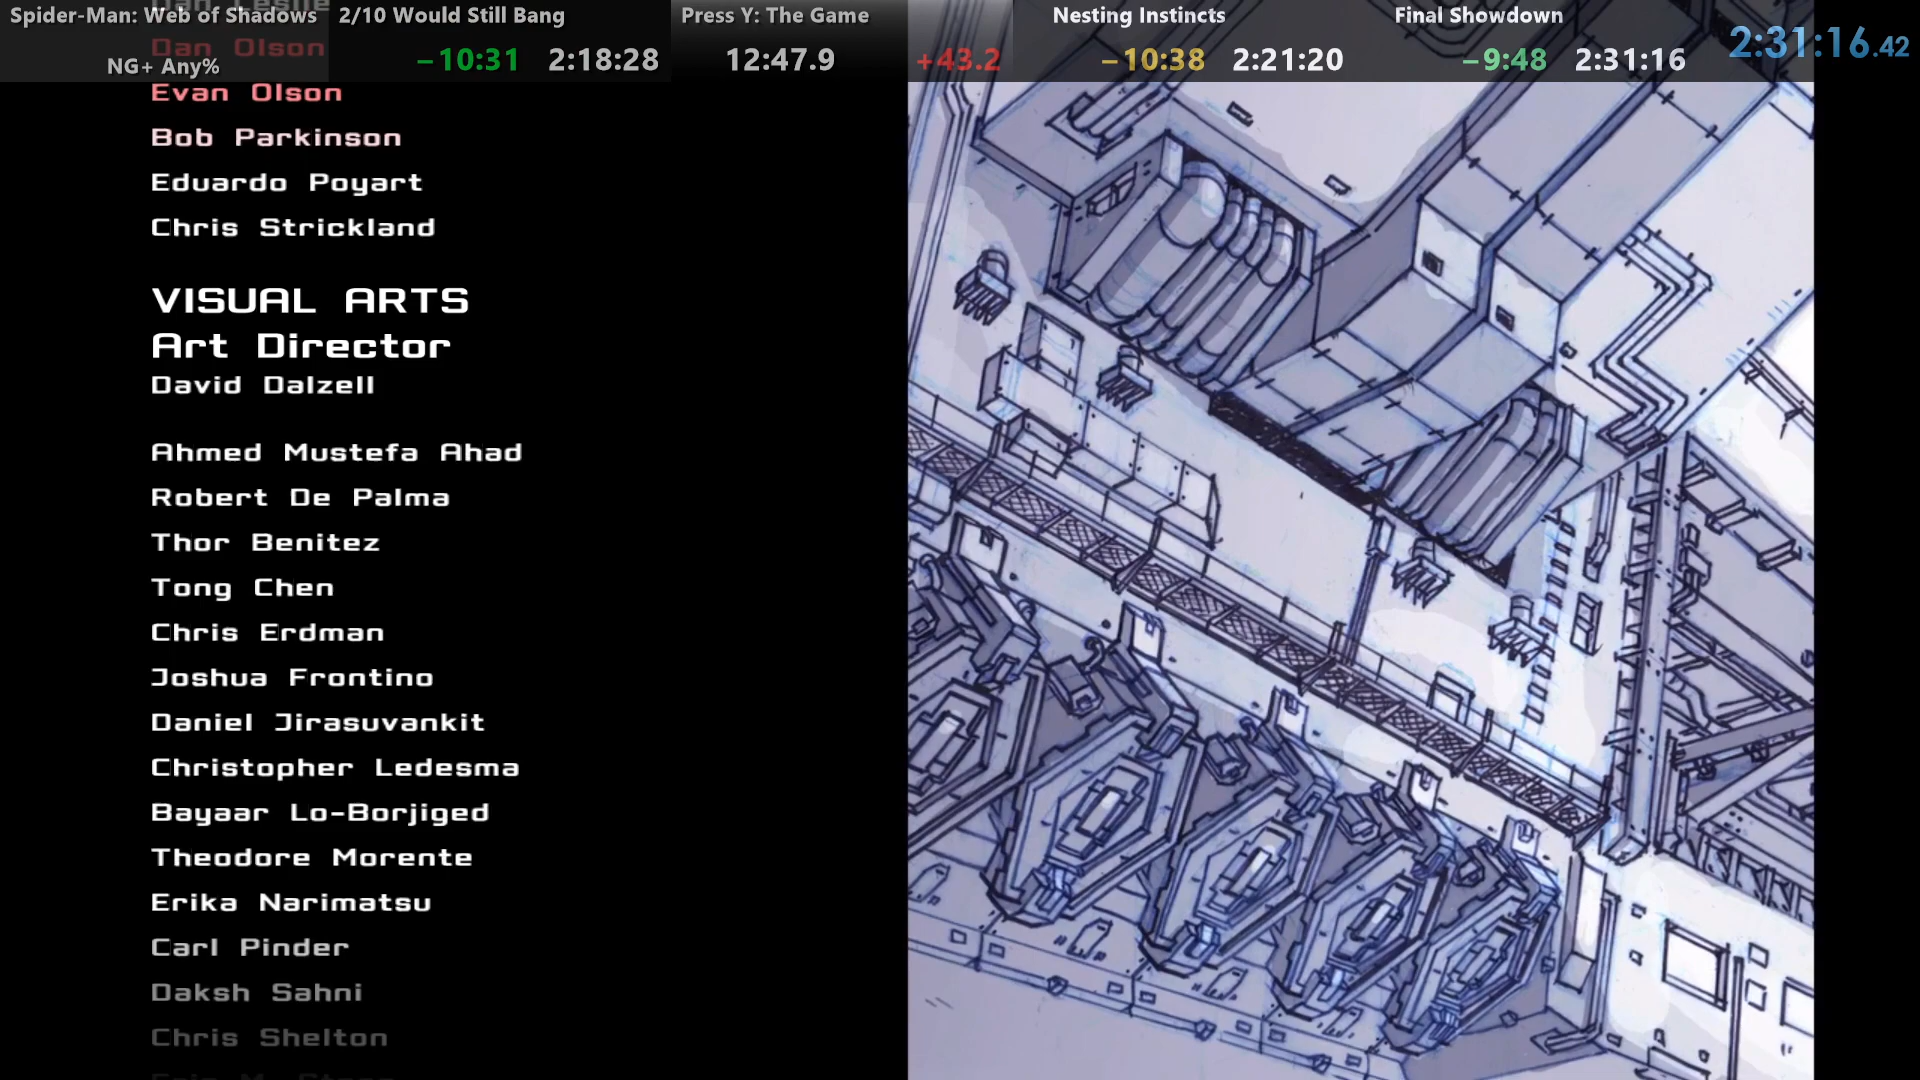 Spider-Man: Web of Shadows
NG+ Any%
2/10 Would Still Bang
−10:31 2:18:28
Press Y: The Game
12:47.9
+43.2
Nesting Instincts
−10:38 2:21:20
Final Showdown
−9:48 2:31:16
2:31:16.42
Dan Olson
Evan Olson
Bob Parkinson
Eduardo Poyart
Chris Strickland
VISUAL ARTS
Art Director
David Dalzell
Ahmed Mustefa Ahad
Robert De Palma
Thor Benitez
Tong Chen
Chris Erdman
Joshua Frontino
Daniel Jirasuvankit
Christopher Ledesma
Bayaar Lo-Borjiged
Theodore Morente
Erika Narimatsu
Carl Pinder
Daksh Sahni
Chris Shelton